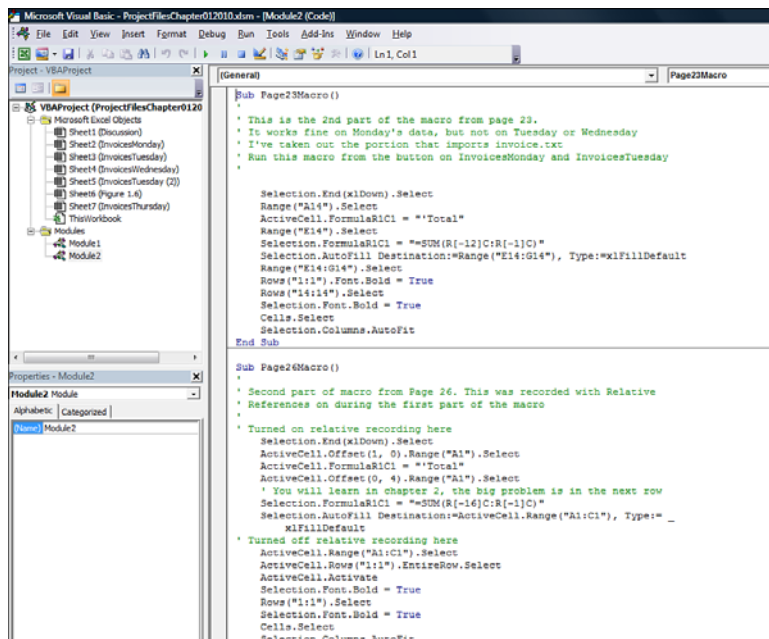 Microsoft Visual Basic - ProjectFilesChapter012010.xlsm - [Module2 (Code)]
File Edit View Insert Format Debug Run Tools Add-Ins Window Help
Ln 1, Col 1
Project - VBAProject
VBAProject (ProjectFilesChapter0120
Microsoft Excel Objects
Sheet1 (Discussion)
Sheet2 (InvoicesMonday)
Sheet3 (InvoicesTuesday)
Sheet4 (InvoicesWednesday)
Sheet5 (InvoicesTuesday (2))
Sheet6 (Figure 1.6)
Sheet7 (InvoicesThursday)
ThisWorkbook
Modules
Module1
Module2
Properties - Module2
Module2 Module
Alphabetic Categorized
(Name) Module2
(General) Page23Macro
Sub Page23Macro()
'
' This is the 2nd part of the macro from page 23.
' It works fine on Monday's data, but not on Tuesday or Wednesday
' I've taken out the portion that imports invoice.txt
' Run this macro from the button on InvoicesMonday and InvoicesTuesday
'
Selection.End(xlDown).Select
Range("A14").Select
ActiveCell.FormulaR1C1 = "'Total"
Range("E14").Select
Selection.FormulaR1C1 = "=SUM(R[-12]C:R[-1]C)"
Selection.AutoFill Destination:=Range("E14:G14"), Type:=xlFillDefault
Range("E14:G14").Select
Rows("1:1").Font.Bold = True
Rows("14:14").Select
Selection.Font.Bold = True
Cells.Select
Selection.Columns.AutoFit
End Sub
Sub Page26Macro()
'
' Second part of macro from Page 26. This was recorded with Relative
' References on during the first part of the macro
'
' Turned on relative recording here
Selection.End(xlDown).Select
ActiveCell.Offset(1, 0).Range("A1").Select
ActiveCell.FormulaR1C1 = "'Total"
ActiveCell.Offset(0, 4).Range("A1").Select
' You will learn in chapter 2, the big problem is in the next row
Selection.FormulaR1C1 = "=SUM(R[-16]C:R[-1]C)"
Selection.AutoFill Destination:=ActiveCell.Range("A1:C1"), Type:= _
xlFillDefault
' Turned off relative recording here
ActiveCell.Range("A1:C1").Select
ActiveCell.Rows("1:1").EntireRow.Select
ActiveCell.Activate
Selection.Font.Bold = True
Rows("1:1").Select
Selection.Font.Bold = True
Cells.Select
Selection.Columns.AutoFit